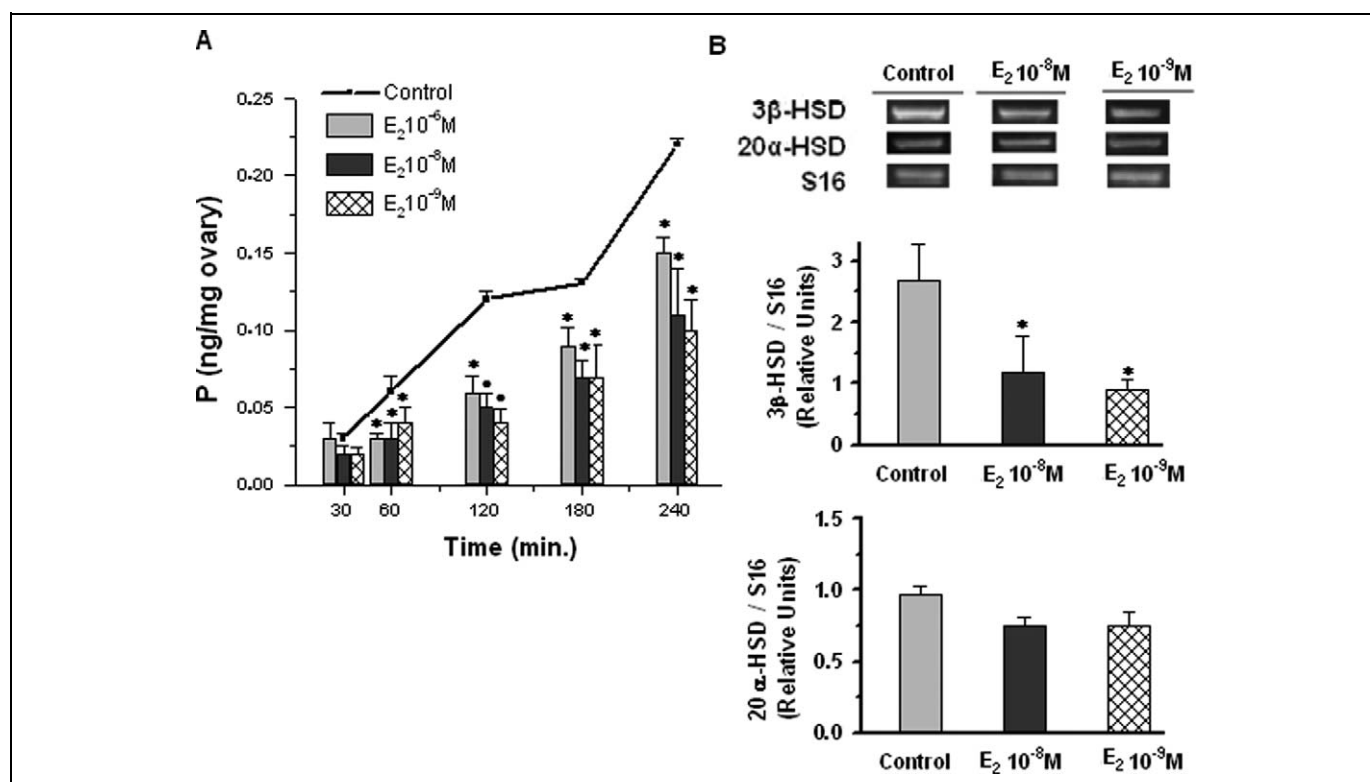 A
Control
E₂10⁻⁶M
E₂10⁻⁸M
E₂10⁻⁹M
P (ng/mg ovary)
0.25
0.20
0.15
0.10
0.05
0.00
* * *
* • •
* * *
* * *
30 60 120 180 240
Time (min.)
B
Control E₂ 10⁻⁸M E₂ 10⁻⁹M
3β-HSD
20α-HSD
S16
3β-HSD / S16
(Relative Units)
3
2
1
0
* *
Control E₂ 10⁻⁸M E₂ 10⁻⁹M
20α-HSD / S16
(Relative Units)
1.5
1.0
0.5
0.0
Control E₂ 10⁻⁸M E₂ 10⁻⁹M